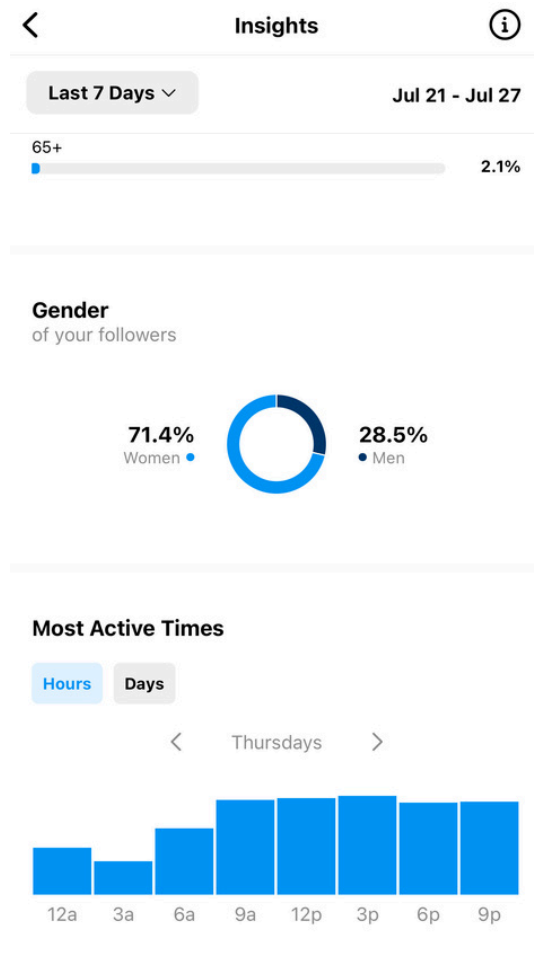 Insights
Last 7 Days
Jul 21 - Jul 27
65+
2.1%
Gender
of your followers
71.4%
Women
28.5%
Men
Most Active Times
Hours Days
Thursdays
12a 3a 6a 9a 12p 3p 6p 9p